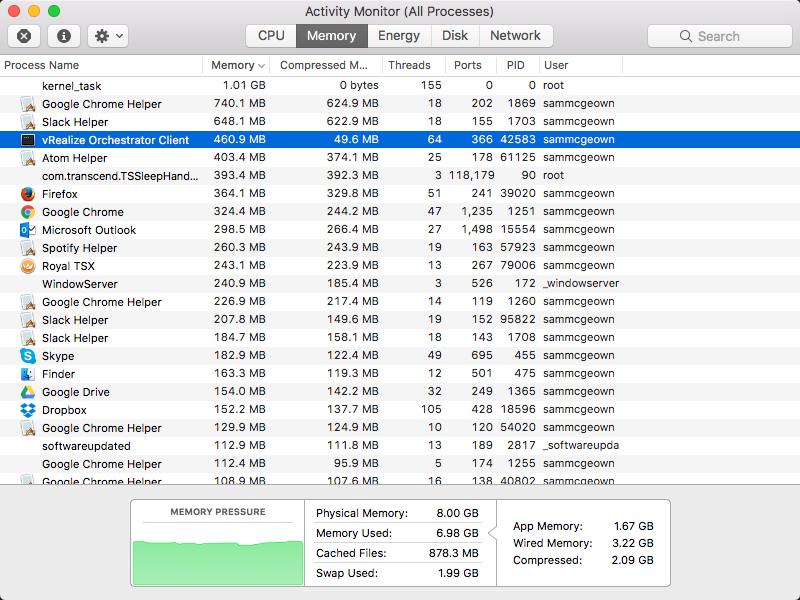 Activity Monitor (All Processes)
CPU Memory Energy Disk Network Search
Process Name Memory Compressed M... Threads Ports PID User
kernel_task 1.01 GB 0 bytes 155 0 0 root
Google Chrome Helper 740.1 MB 624.9 MB 18 202 1869 sammcgeown
Slack Helper 648.1 MB 622.9 MB 18 155 1703 sammcgeown
vRealize Orchestrator Client 460.9 MB 49.6 MB 64 366 42583 sammcgeown
Atom Helper 403.4 MB 374.1 MB 25 178 61125 sammcgeown
com.transcend.TSSleepHand... 393.4 MB 392.3 MB 3 118,179 90 root
Firefox 364.1 MB 329.8 MB 51 241 39020 sammcgeown
Google Chrome 324.4 MB 244.2 MB 47 1,235 1251 sammcgeown
Microsoft Outlook 298.5 MB 266.4 MB 27 1,498 15554 sammcgeown
Spotify Helper 260.3 MB 243.9 MB 19 163 57923 sammcgeown
Royal TSX 243.1 MB 223.9 MB 13 267 79006 sammcgeown
WindowServer 240.9 MB 185.4 MB 3 526 172 _windowserver
Google Chrome Helper 226.9 MB 217.4 MB 14 119 1260 sammcgeown
Slack Helper 207.8 MB 149.6 MB 19 152 95822 sammcgeown
Slack Helper 184.7 MB 158.1 MB 18 143 1708 sammcgeown
Skype 182.9 MB 122.4 MB 49 695 455 sammcgeown
Finder 163.3 MB 119.3 MB 12 501 475 sammcgeown
Google Drive 154.0 MB 142.2 MB 32 249 1365 sammcgeown
Dropbox 152.2 MB 137.7 MB 105 428 18596 sammcgeown
Google Chrome Helper 129.9 MB 124.9 MB 10 120 54020 sammcgeown
softwareupdated 112.9 MB 111.8 MB 13 189 2817 _softwareupda
Google Chrome Helper 112.4 MB 95.9 MB 5 174 1255 sammcgeown
Google Chrome Helper 108.9 MB 107.6 MB 16 138 40802 sammcgeown
MEMORY PRESSURE
Physical Memory: 8.00 GB
Memory Used: 6.98 GB
Cached Files: 878.3 MB
Swap Used: 1.99 GB
App Memory: 1.67 GB
Wired Memory: 3.22 GB
Compressed: 2.09 GB